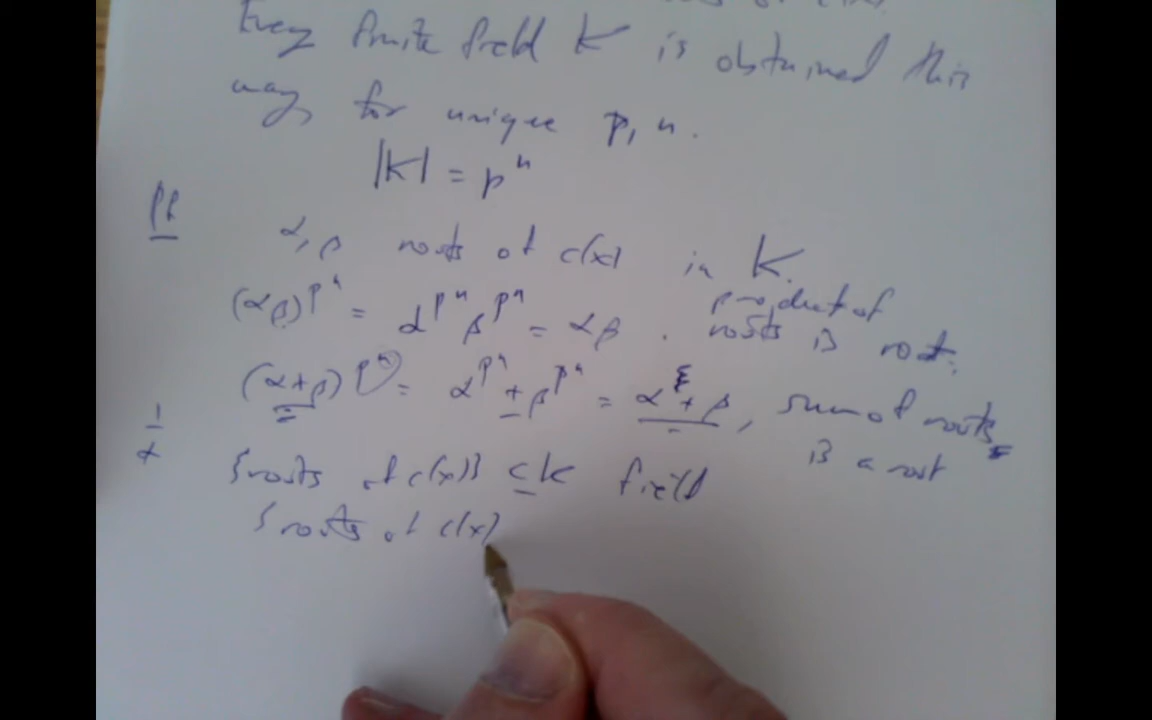 Every finite field K is obtained this
way for unique p, n.
|K| = p^n
Pf
α, β roots of c(x) in K.
(αβ)^{p^n} = α^{p^n} β^{p^n} = αβ . product of roots is root.
(α+β)^{p^n} = α^{p^n} + β^{p^n} = α + β, sum of roots is a root
1/α
{roots of c(x)} ⊆ K field
{roots of c(x)